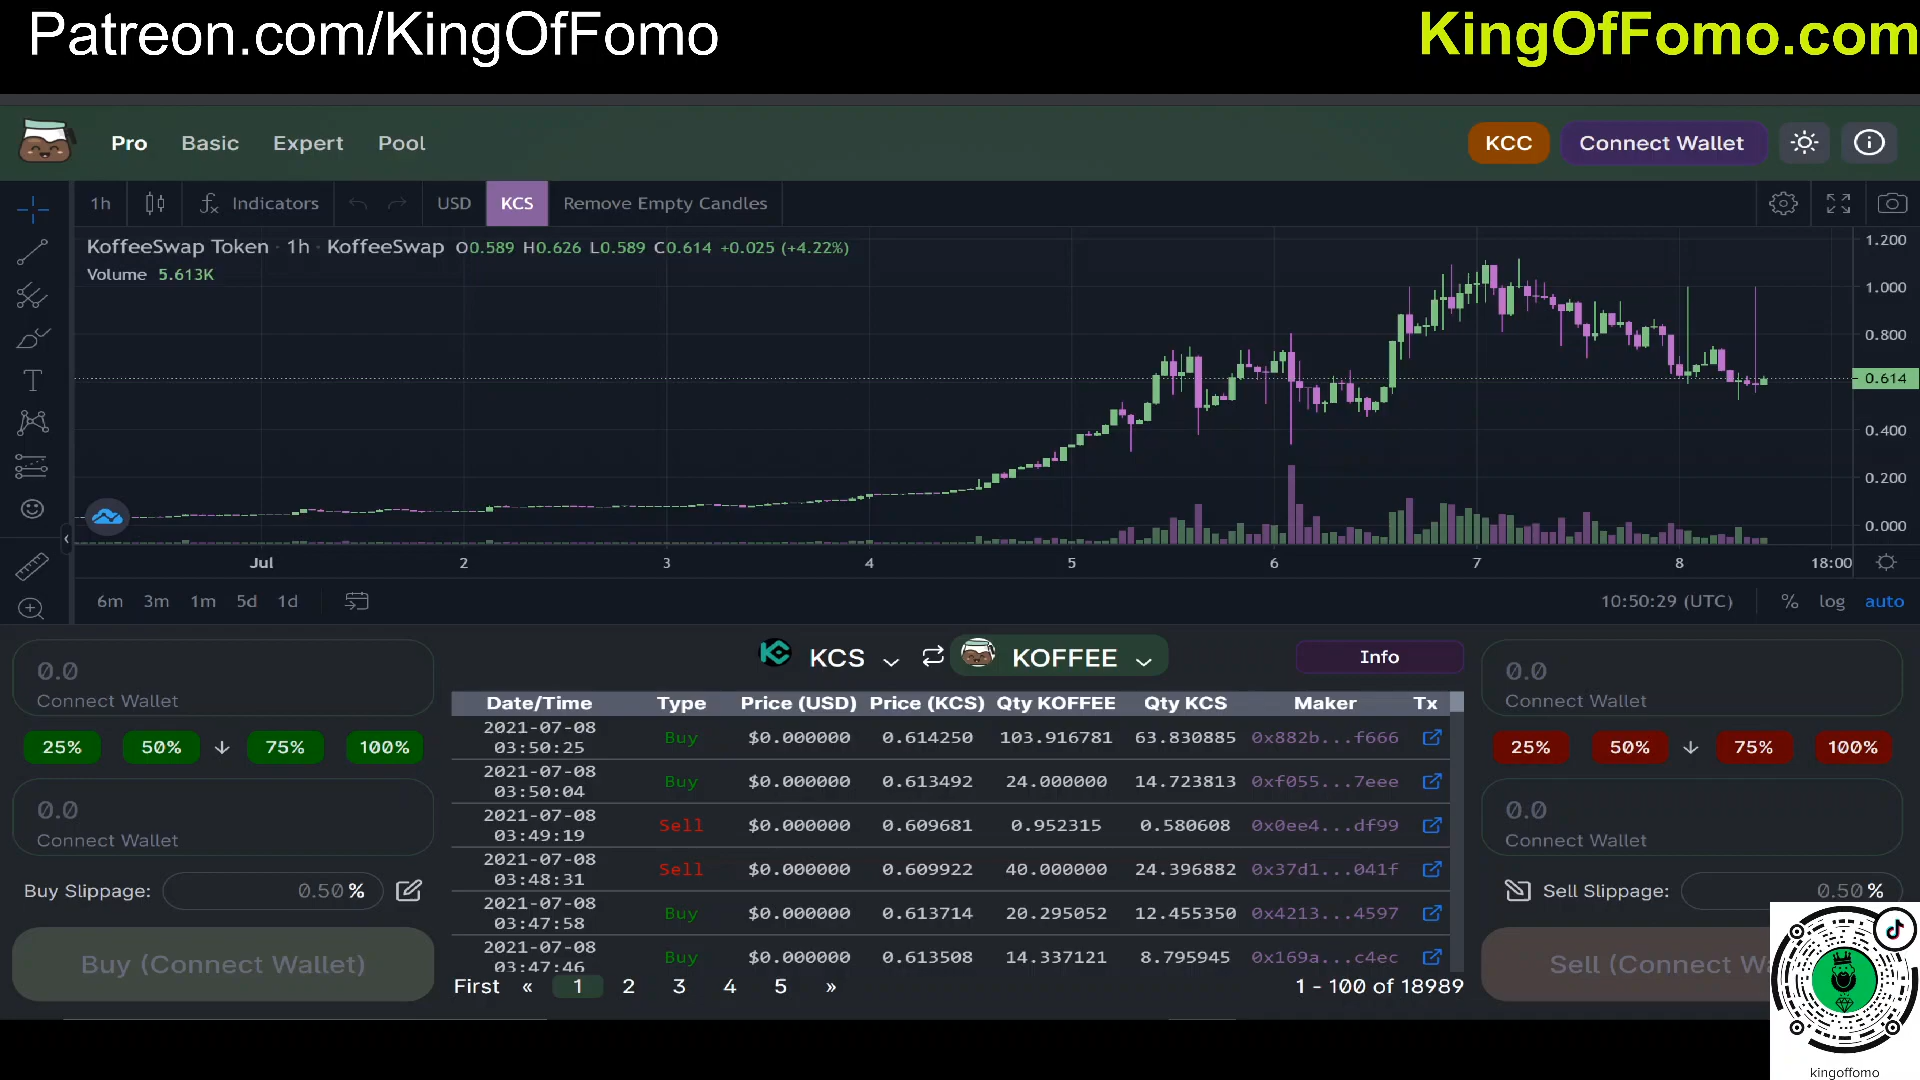 Patreon.com/KingOfFomo
KingOfFomo.com
Pro Basic Expert Pool KCC Connect Wallet
1h Indicators USD KCS Remove Empty Candles
KoffeeSwap Token · 1h · KoffeeSwap O0.589 H0.626 L0.589 C0.614 +0.025 (+4.22%)
Volume 5.613K
1.200
1.000
0.800
0.614
0.400
0.200
0.000
Jul 2 3 4 5 6 7 8 18:00
6m 3m 1m 5d 1d 10:50:29 (UTC) % log auto
KCS KOFFEE Info
0.0
Connect Wallet
25% 50% 75% 100%
0.0
Connect Wallet
Buy Slippage: 0.50 %
Buy (Connect Wallet)
Date/Time Type Price (USD) Price (KCS) Qty KOFFEE Qty KCS Maker Tx
2021-07-08 03:50:25 Buy $0.000000 0.614250 103.916781 63.830885 0x882b...f666
2021-07-08 03:50:04 Buy $0.000000 0.613492 24.000000 14.723813 0xf055...7eee
2021-07-08 03:49:19 Sell $0.000000 0.609681 0.952315 0.580608 0x0ee4...df99
2021-07-08 03:48:31 Sell $0.000000 0.609922 40.000000 24.396882 0x37d1...041f
2021-07-08 03:47:58 Buy $0.000000 0.613714 20.295052 12.455350 0x4213...4597
2021-07-08 03:47:46 Buy $0.000000 0.613508 14.337121 8.795945 0x169a...c4ec
First « 1 2 3 4 5 » 1 - 100 of 18989
0.0
Connect Wallet
25% 50% 75% 100%
0.0
Connect Wallet
Sell Slippage: 0.50 %
Sell (Connect Wa
kingoffomo